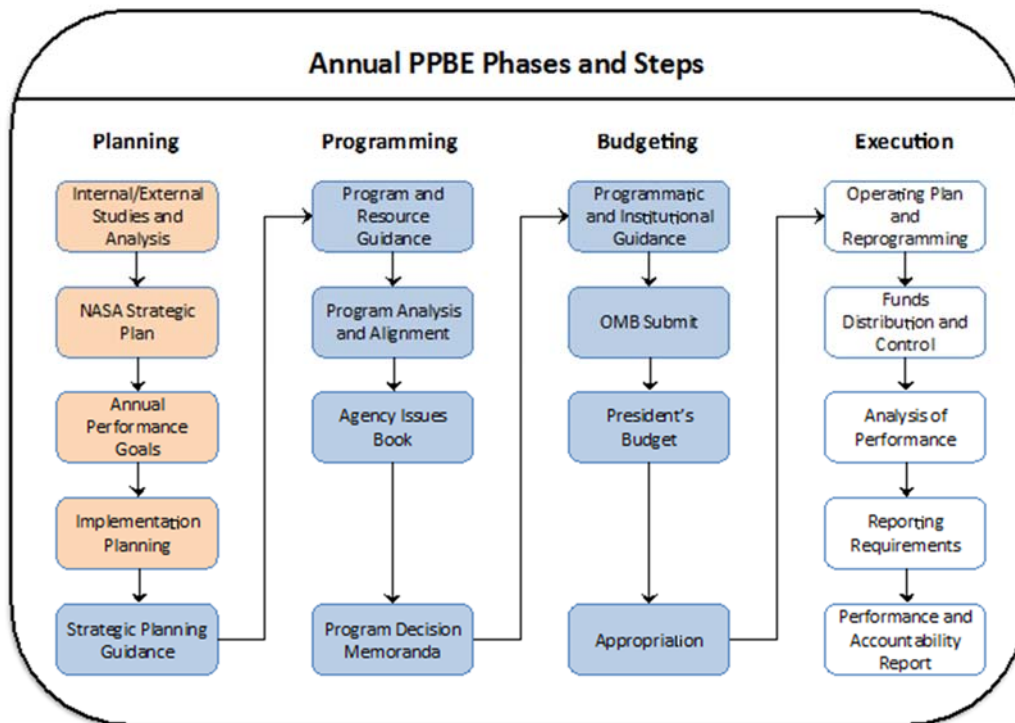 Annual PPBE Phases and Steps
Planning
Internal/External
Studies and
Analysis
NASA Strategic
Plan
Annual
Performance
Goals
Implementation
Planning
Strategic Planning
Guidance
Programming
Program and
Resource
Guidance
Program Analysis
and Alignment
Agency Issues
Book
Program Decision
Memoranda
Budgeting
Programmatic
and Institutional
Guidance
OMB Submit
President's
Budget
Appropriation
Execution
Operating Plan
and
Reprogramming
Funds
Distribution and
Control
Analysis of
Performance
Reporting
Requirements
Performance and
Accountability
Report